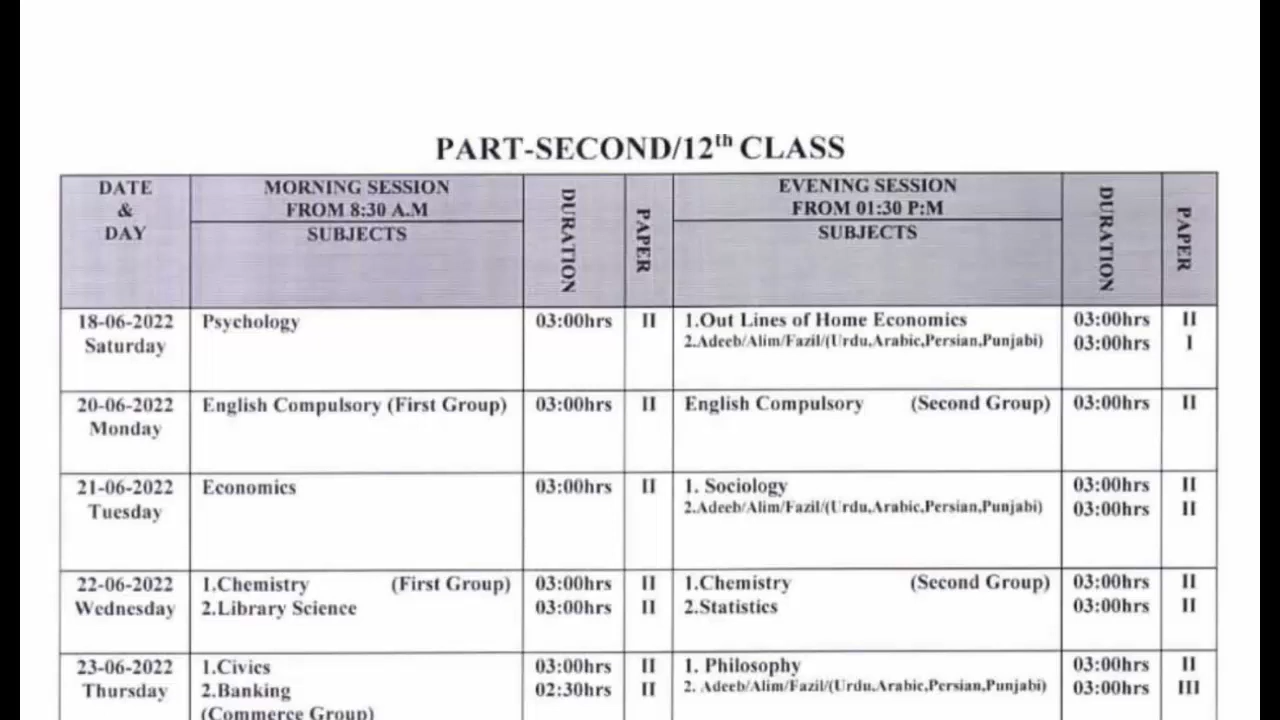 PART-SECOND/12th CLASS
DATE & DAY MORNING SESSION FROM 8:30 A.M SUBJECTS DURATION PAPER EVENING SESSION FROM 01:30 P:M SUBJECTS DURATION PAPER
18-06-2022 Psychology 03:00hrs II 1.Out Lines of Home Economics 03:00hrs II
Saturday 2.Adeeb/Alim/Fazil/(Urdu,Arabic,Persian,Punjabi) 03:00hrs I
20-06-2022 English Compulsory (First Group) 03:00hrs II English Compulsory (Second Group) 03:00hrs II
Monday
21-06-2022 Economics 03:00hrs II 1. Sociology 03:00hrs II
Tuesday 2.Adeeb/Alim/Fazil/(Urdu,Arabic,Persian,Punjabi) 03:00hrs II
22-06-2022 1.Chemistry (First Group) 03:00hrs II 1.Chemistry (Second Group) 03:00hrs II
Wednesday 2.Library Science 03:00hrs II 2.Statistics 03:00hrs II
23-06-2022 1.Civics 03:00hrs II 1. Philosophy 03:00hrs II
Thursday 2.Banking 02:30hrs II 2. Adeeb/Alim/Fazil/(Urdu,Arabic,Persian,Punjabi) 03:00hrs III
(Commerce Group)